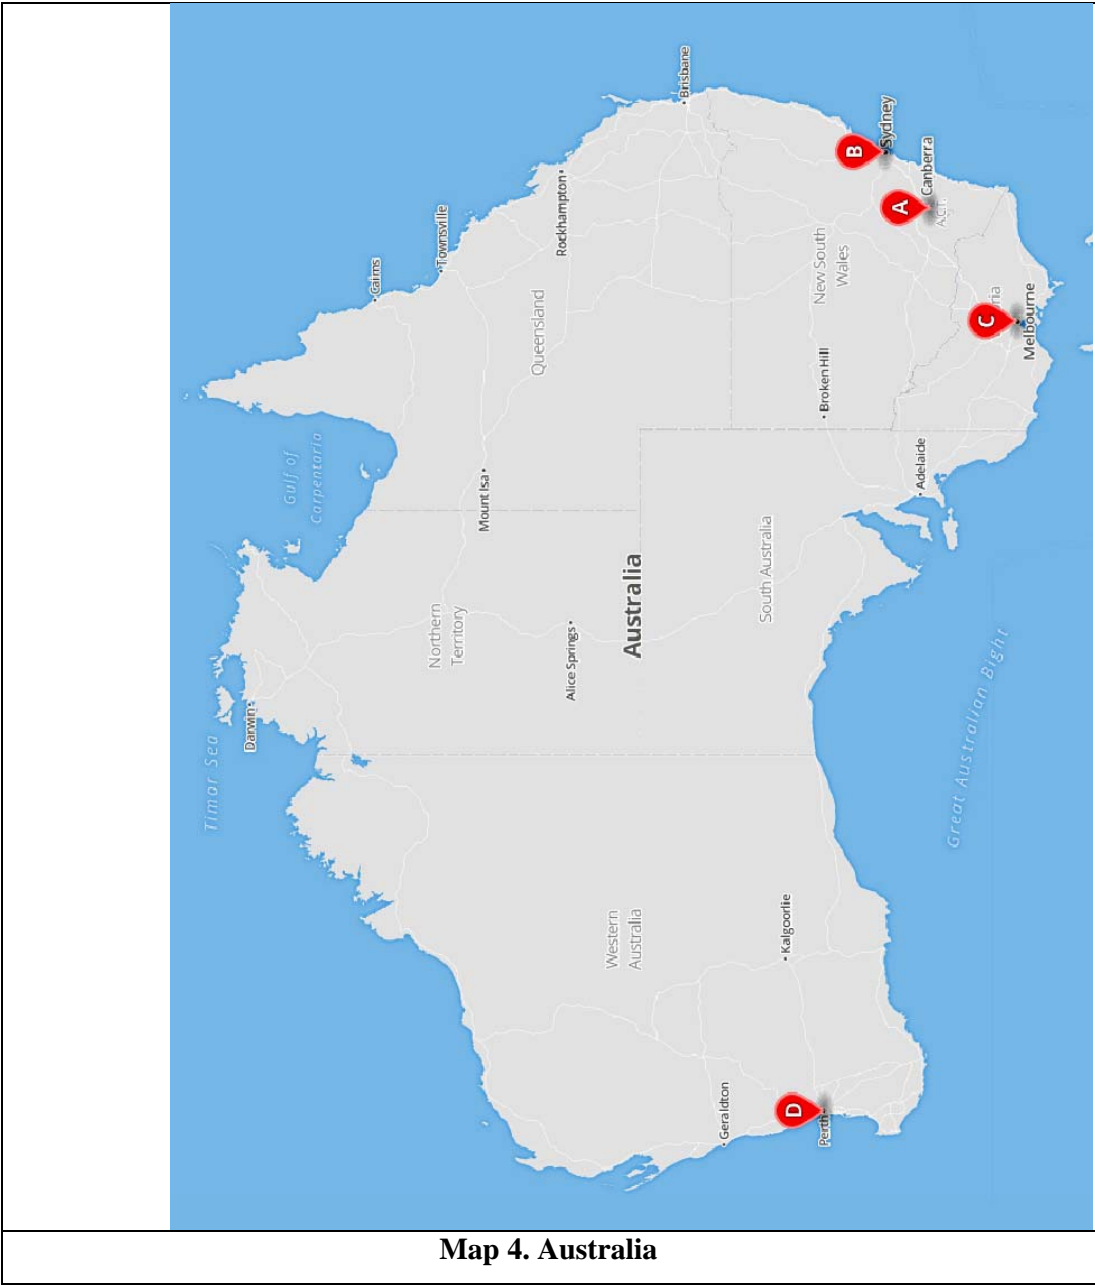 Timor Sea
Gulf of
Carpentaria
Darwin
Cairns
Townsville
Northern
Territory
Mount Isa
Queensland
Rockhampton
Alice Springs
Western
Australia
Australia
Brisbane
Geraldton
South Australia
Kalgoorlie
Broken Hill
New South
Wales
D
Perth
B
Sydney
A
Canberra
A.C.T.
Adelaide
Great Australian Bight
C
ria
Melbourne
Map 4. Australia